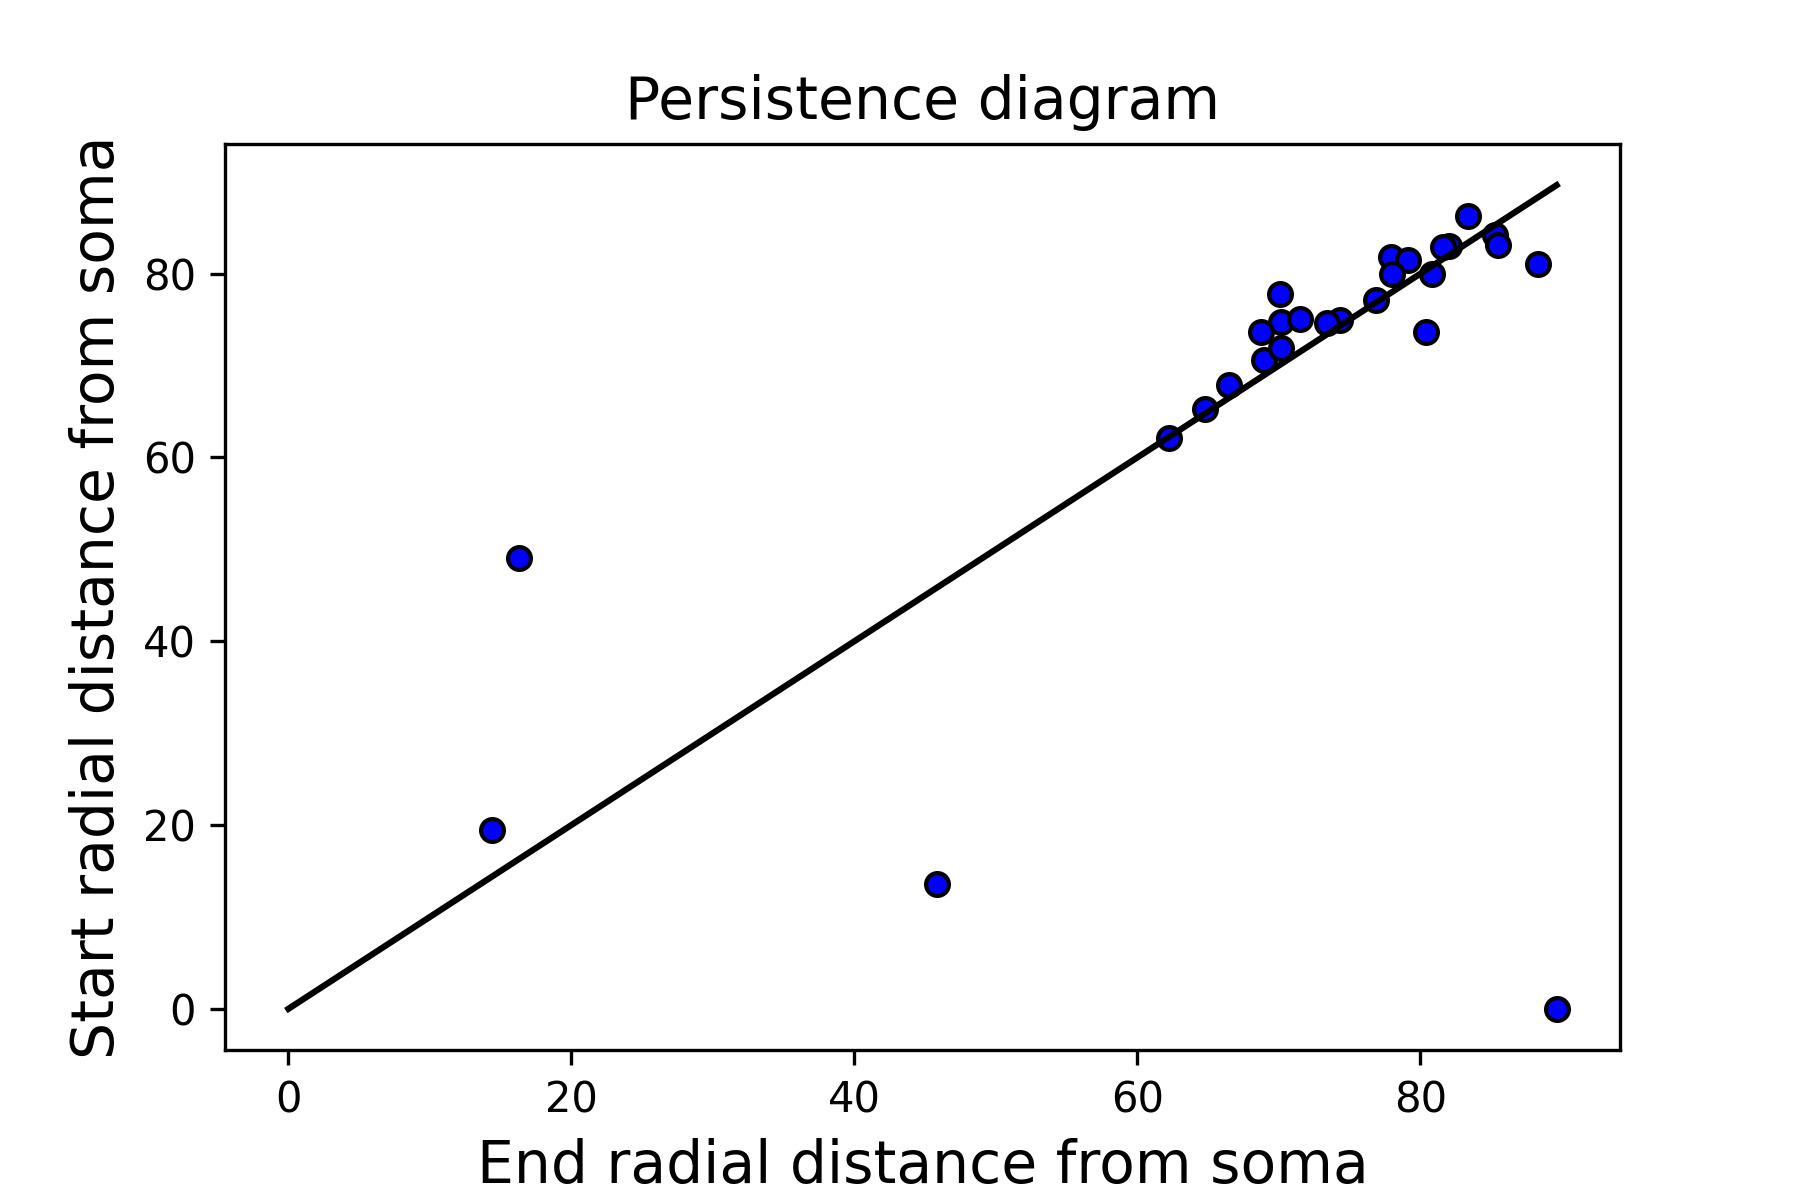 Persistence diagram
Start radial distance from soma
80
60
40
20
0
0 20 40 60 80
End radial distance from soma